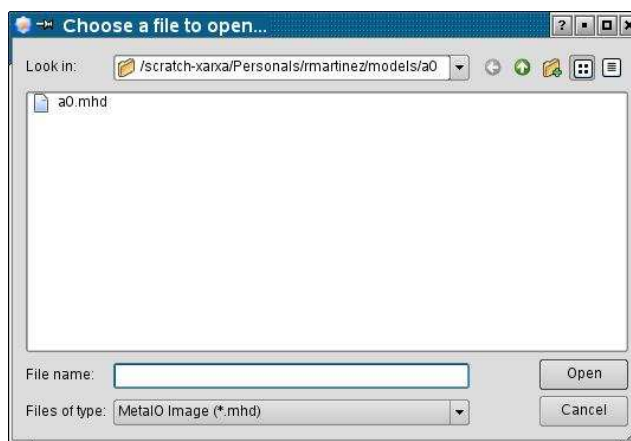 Choose a file to open...
Look in: /scratch-xarxa/Personals/rmartinez/models/a0
a0.mhd
File name: Open
Files of type: MetaIO Image (*.mhd) Cancel